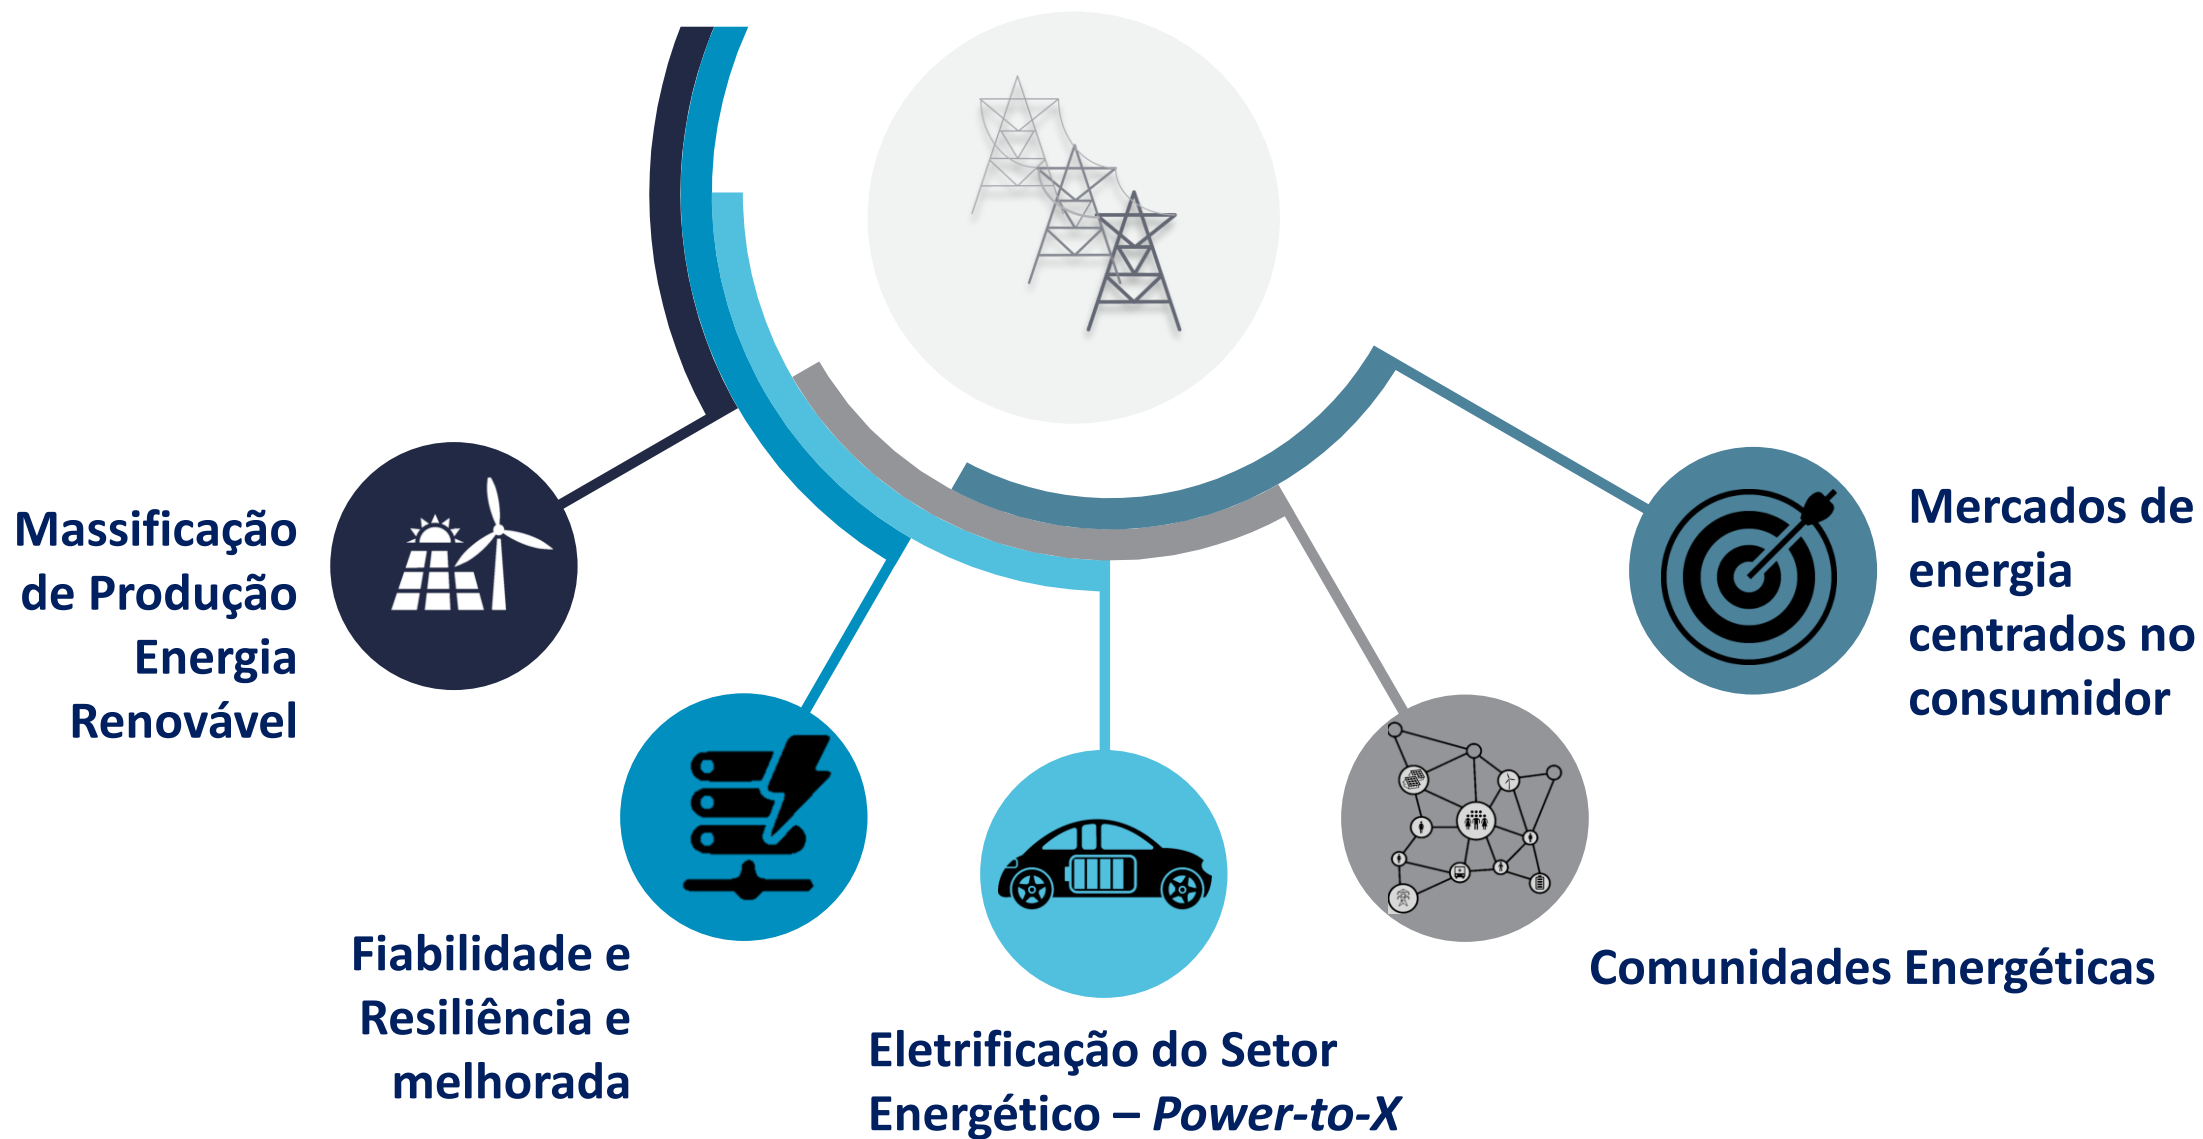 Massificação
de Produção
Energia
Renovável
Fiabilidade e
Resiliência e
melhorada
Eletrificação do Setor
Energético – Power-to-X
Comunidades Energéticas
Mercados de
energia
centrados no
consumidor